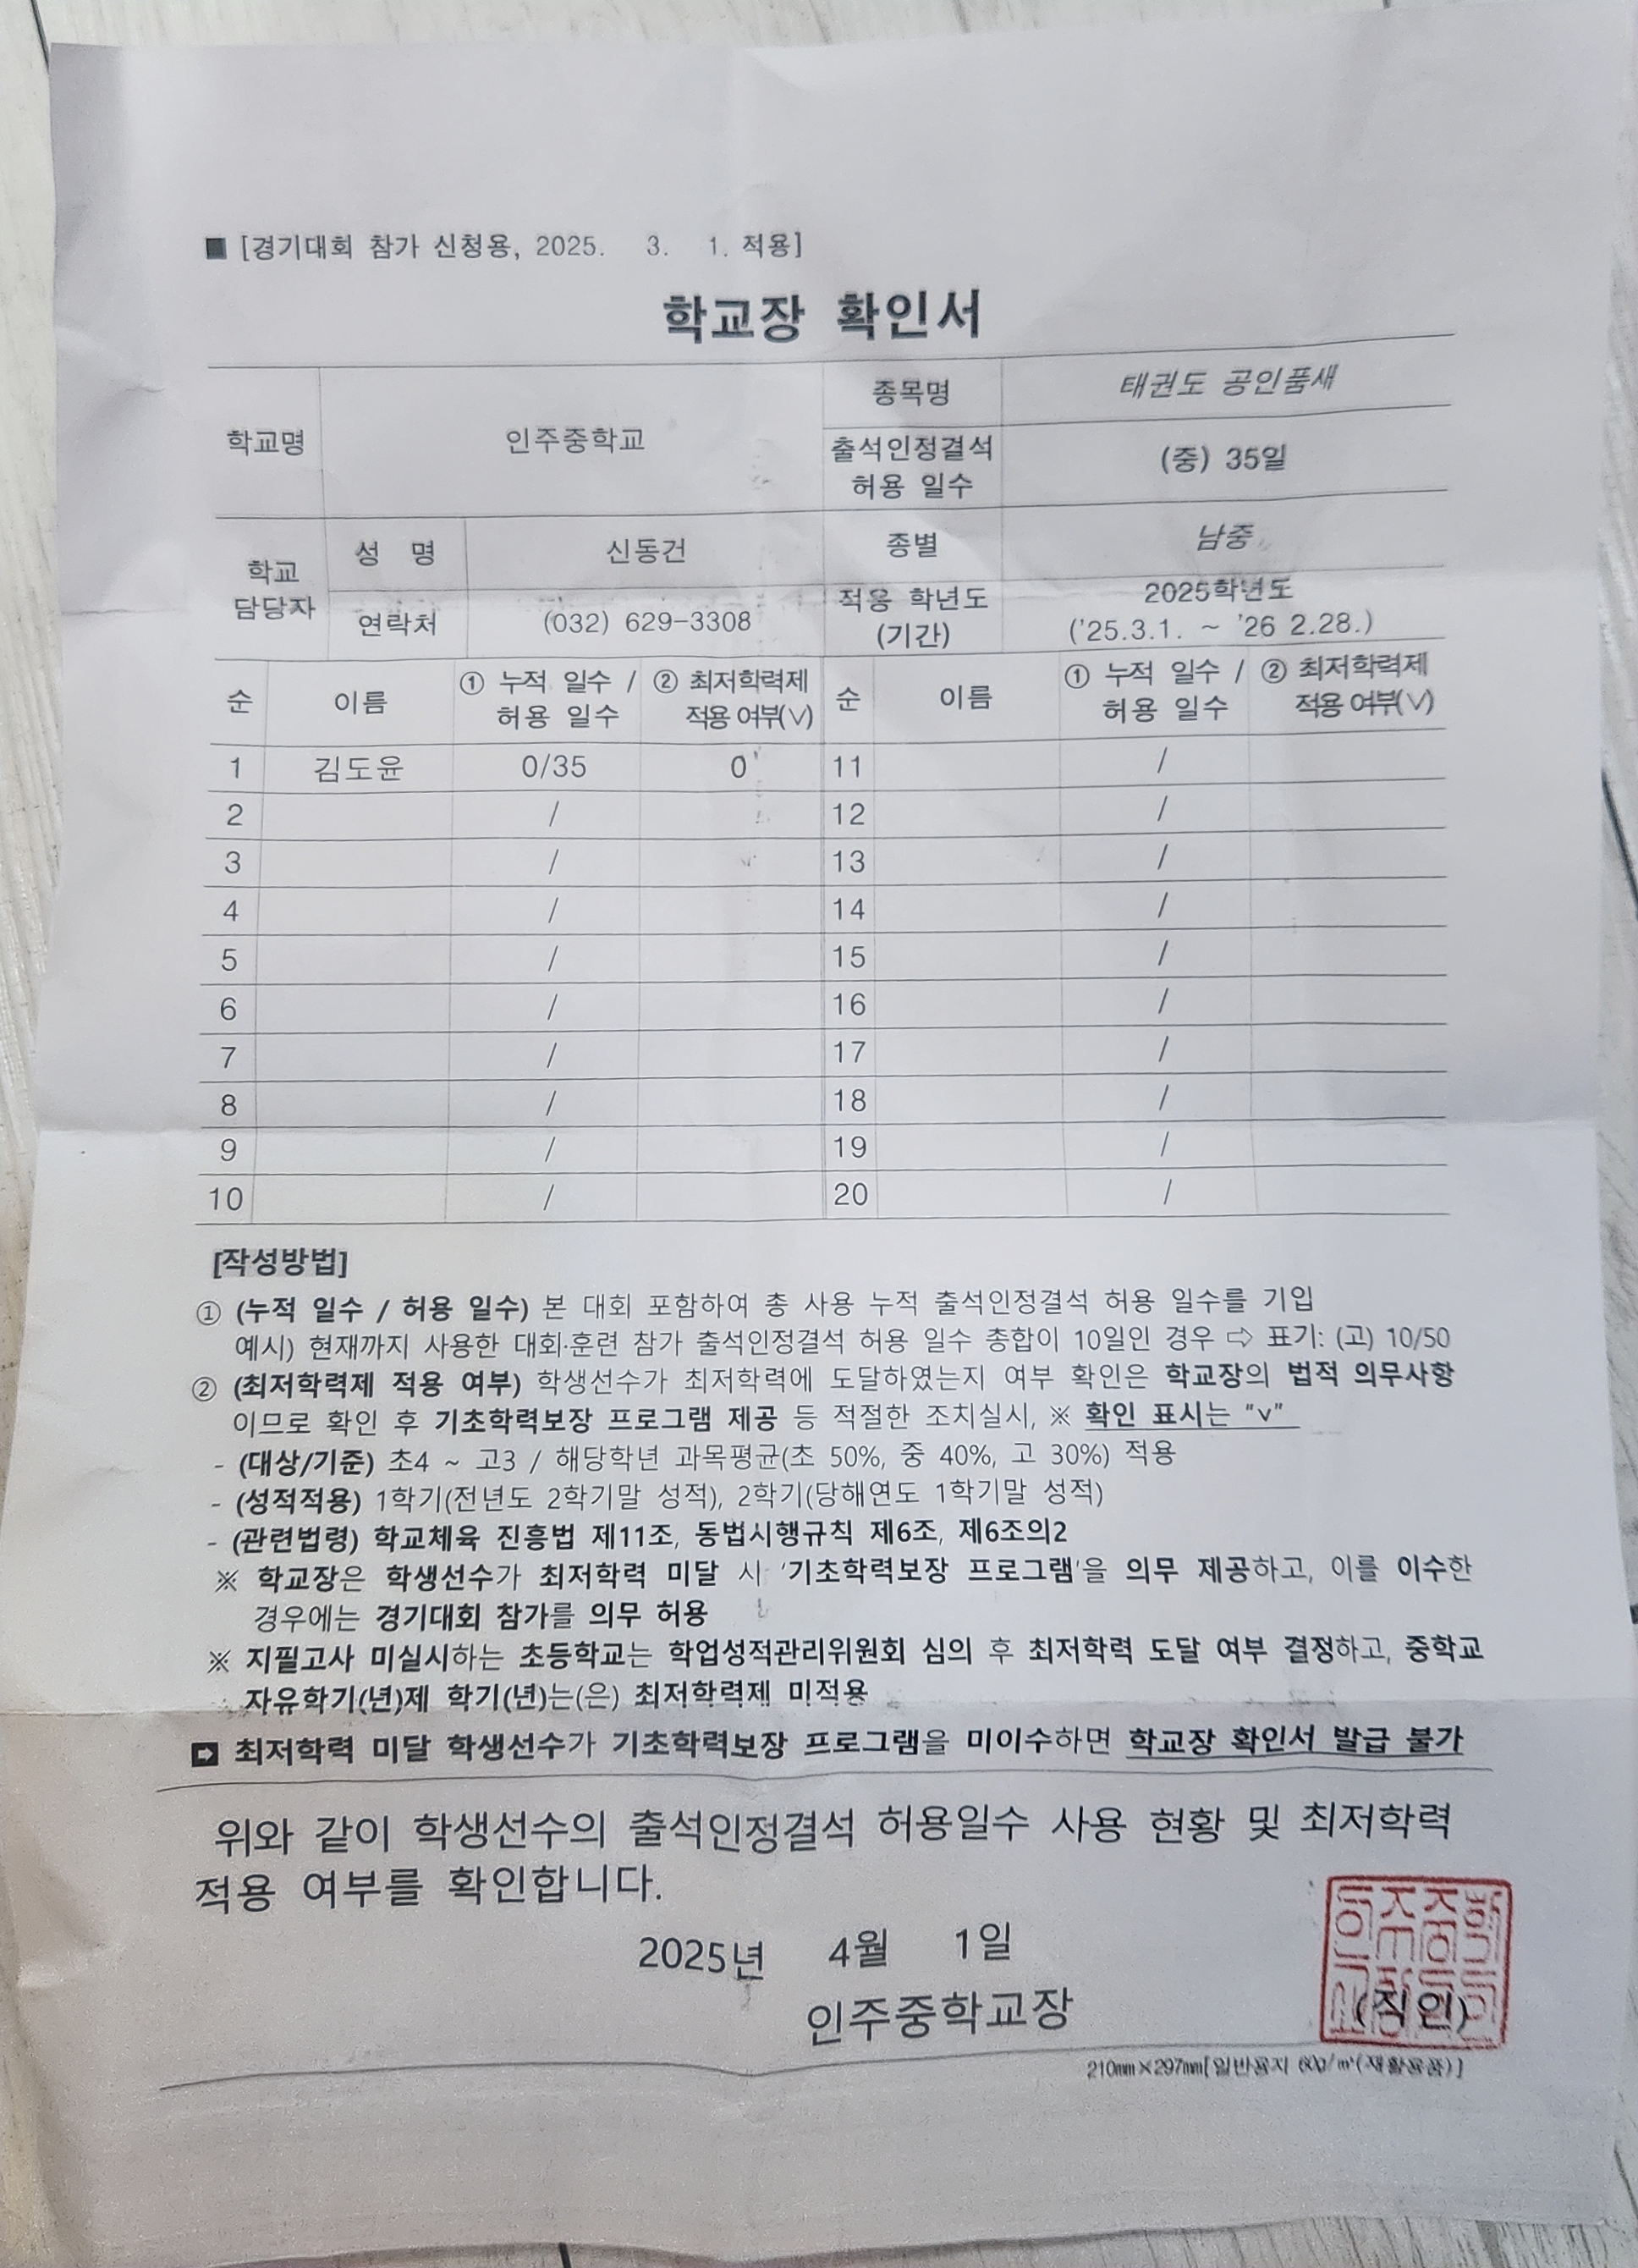 ■ [경기대회 참가 신청용, 2025. 3. 1. 적용]
학교장 확인서
학교명 인주중학교 종목명 태권도 공인품새
출석인정결석 허용 일수 (중) 35일
학교 담당자 성 명 신동건 종별 남중
연락처 (032) 629-3308 적용 학년도 (기간) 2025학년도 ('25.3.1. ~ '26 2.28.)
순 이름 ① 누적 일수 / 허용 일수 ② 최저학력제 적용 여부(∨) 순 이름 ① 누적 일수 / 허용 일수 ② 최저학력제 적용 여부(∨)
1 김도윤 0/35 0 11 /
2 / 12 /
3 / 13 /
4 / 14 /
5 / 15 /
6 / 16 /
7 / 17 /
8 / 18 /
9 / 19 /
10 / 20 /
[작성방법]
① (누적 일수 / 허용 일수) 본 대회 포함하여 총 사용 누적 출석인정결석 허용 일수를 기입
예시) 현재까지 사용한 대회·훈련 참가 출석인정결석 허용 일수 총합이 10일인 경우 ⇨ 표기: (고) 10/50
② (최저학력제 적용 여부) 학생선수가 최저학력에 도달하였는지 여부 확인은 학교장의 법적 의무사항
이므로 확인 후 기초학력보장 프로그램 제공 등 적절한 조치실시, ※ 확인 표시는 "∨"
- (대상/기준) 초4 ~ 고3 / 해당학년 과목평균(초 50%, 중 40%, 고 30%) 적용
- (성적적용) 1학기(전년도 2학기말 성적), 2학기(당해연도 1학기말 성적)
- (관련법령) 학교체육 진흥법 제11조, 동법시행규칙 제6조, 제6조의2
※ 학교장은 학생선수가 최저학력 미달 시 '기초학력보장 프로그램'을 의무 제공하고, 이를 이수한
경우에는 경기대회 참가를 의무 허용
※ 지필고사 미실시하는 초등학교는 학업성적관리위원회 심의 후 최저학력 도달 여부 결정하고, 중학교
자유학기(년)제 학기(년)는(은) 최저학력제 미적용
➡ 최저학력 미달 학생선수가 기초학력보장 프로그램을 미이수하면 학교장 확인서 발급 불가
위와 같이 학생선수의 출석인정결석 허용일수 사용 현황 및 최저학력
적용 여부를 확인합니다.
2025년 4월 1일
인주중학교장 (직인)
210㎜×297㎜[일반용지 60g/㎡(재활용품)]